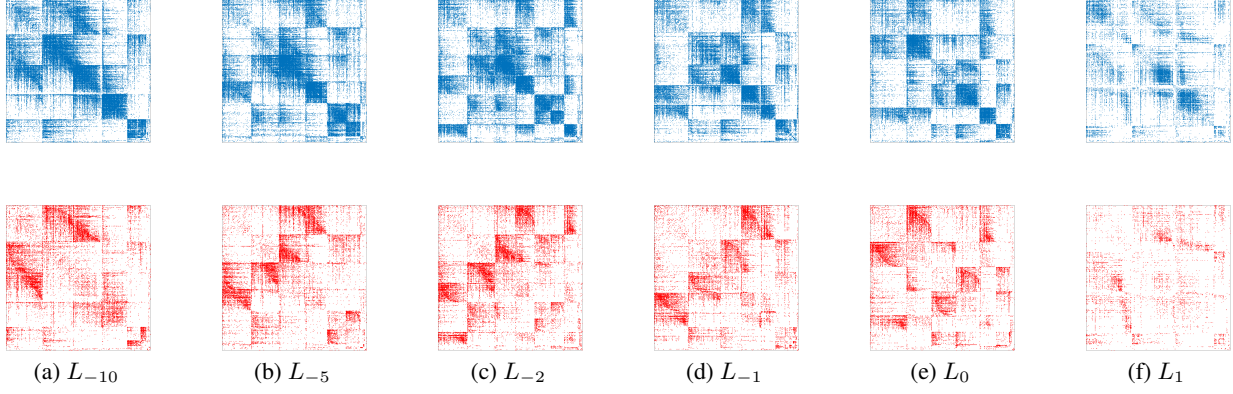 (a) L₋₁₀
(b) L₋₅
(c) L₋₂
(d) L₋₁
(e) L₀
(f) L₁